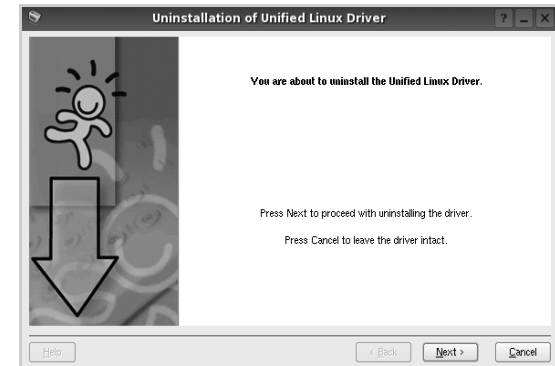 Uninstallation of Unified Linux Driver
You are about to uninstall the Unified Linux Driver.
Press Next to proceed with uninstalling the driver.
Press Cancel to leave the driver intact.
Help
< Back
Next >
Cancel